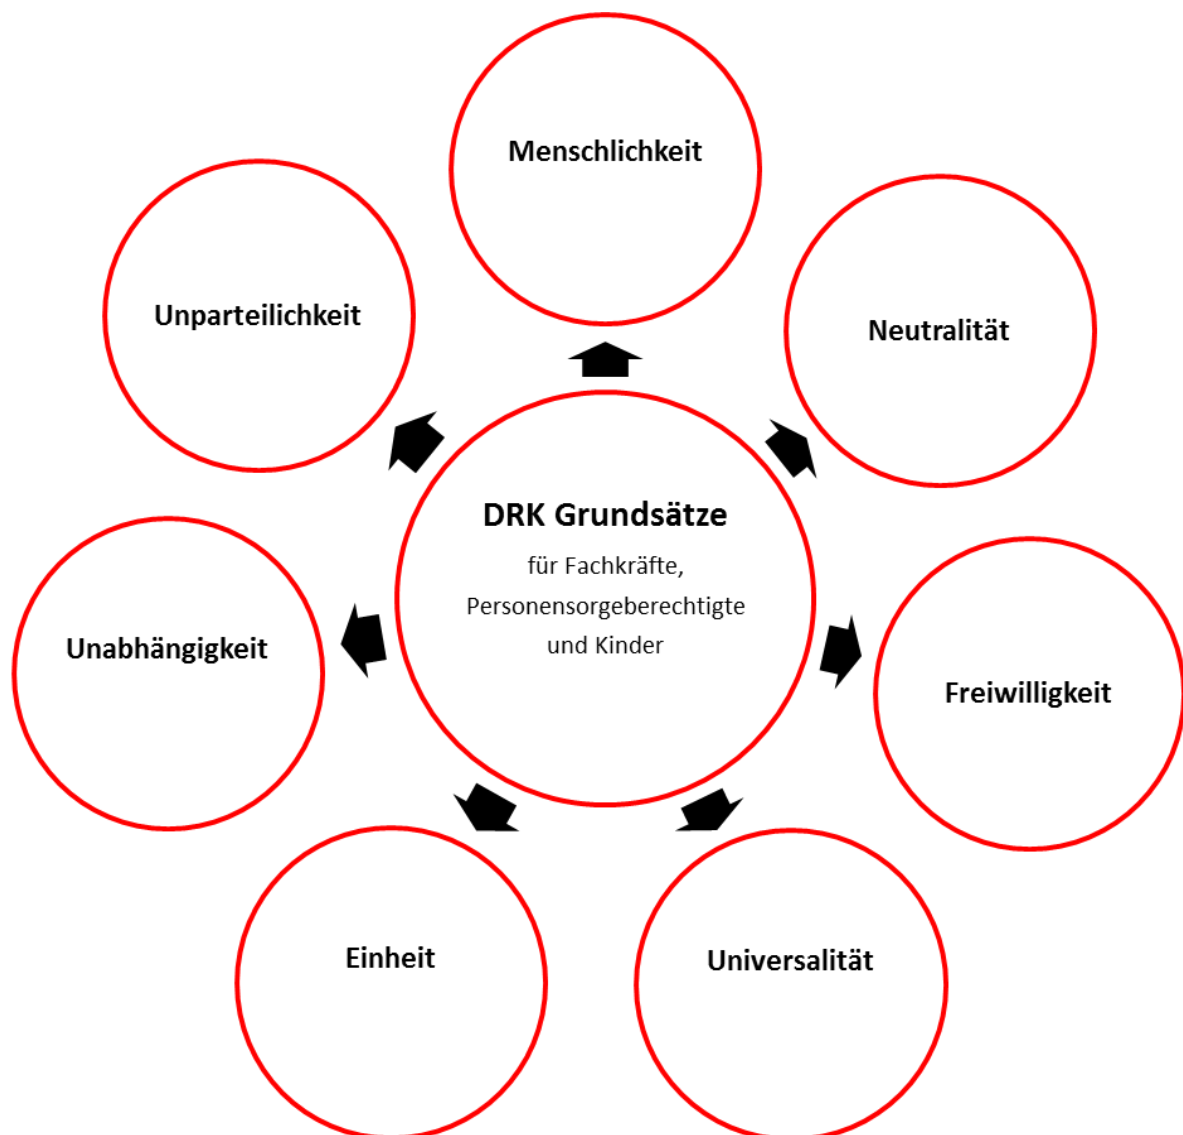 Menschlichkeit
Unparteilichkeit
Neutralität
DRK Grundsätze
für Fachkräfte,
Personensorgeberechtigte
und Kinder
Unabhängigkeit
Freiwilligkeit
Einheit
Universalität